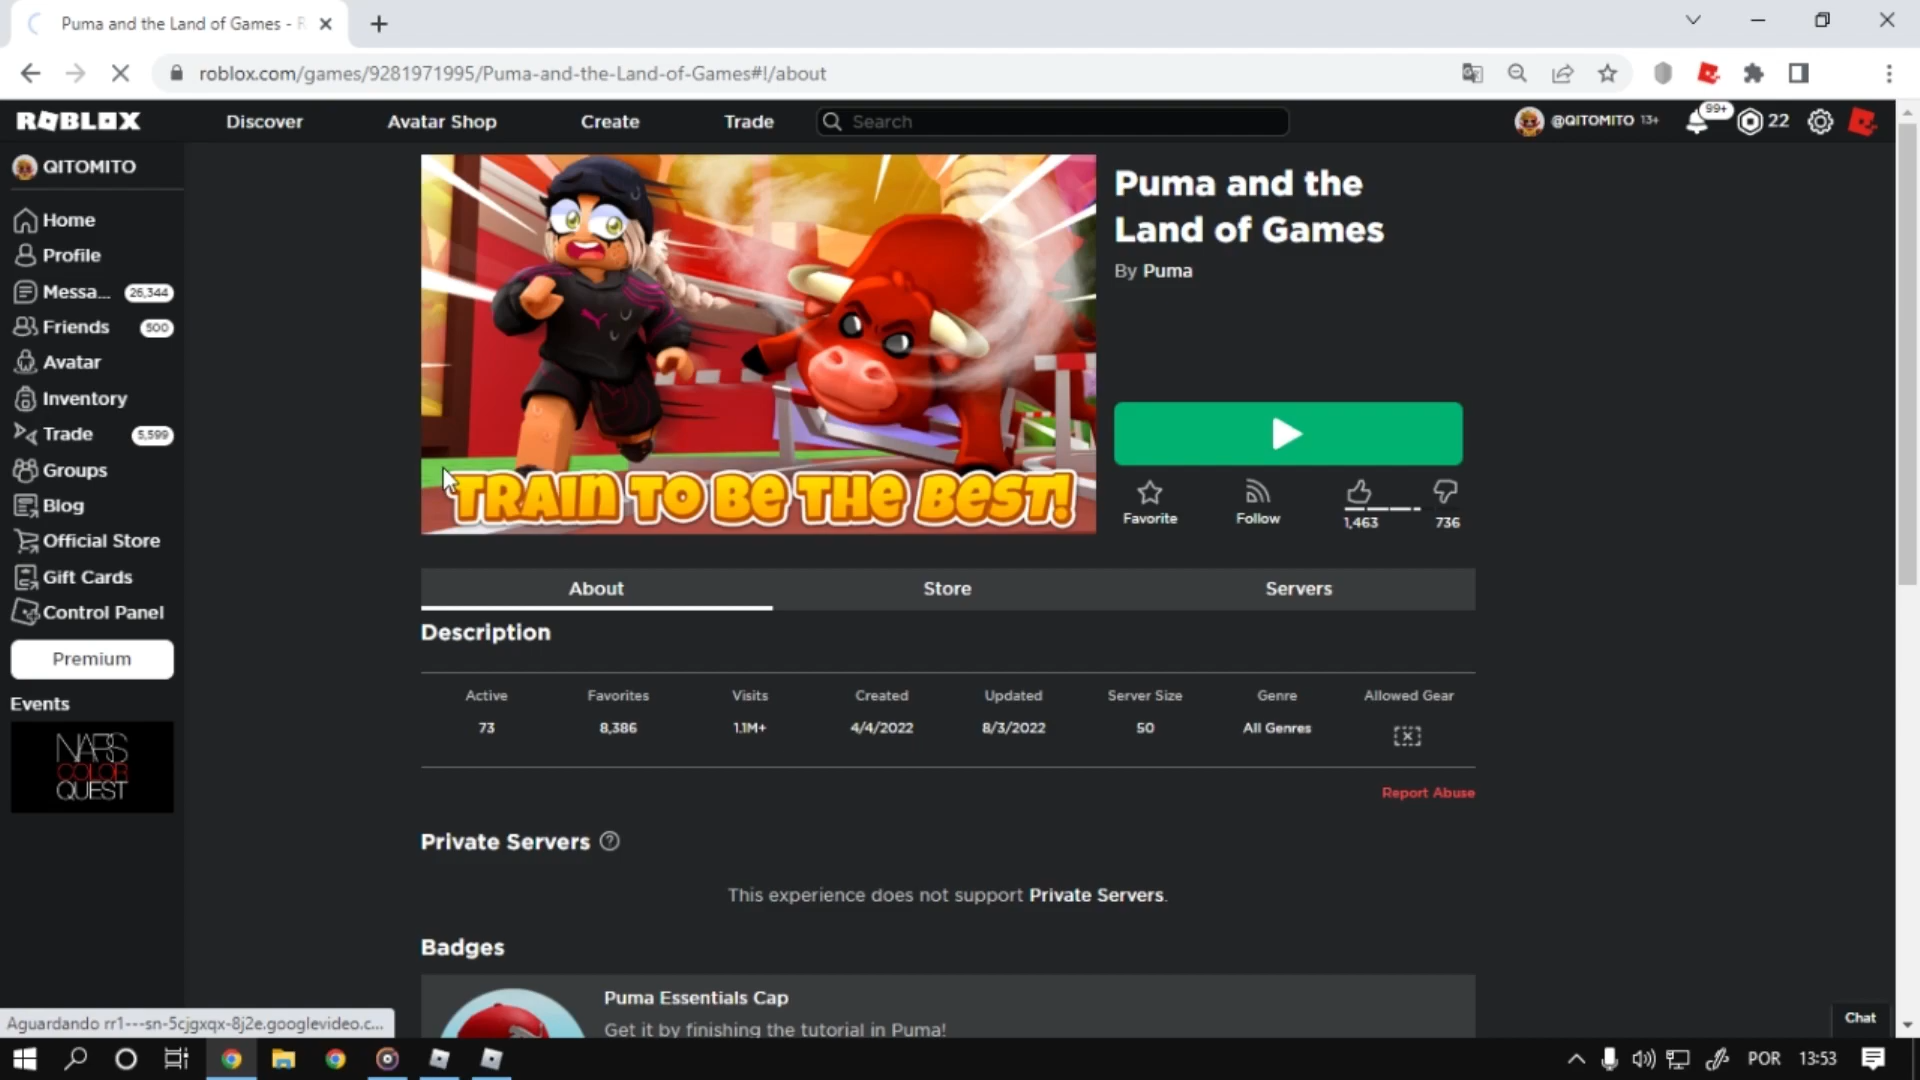 Puma and the Land of Games - R
roblox.com/games/9281971995/Puma-and-the-Land-of-Games#!/about
ROBLOX
Discover
Avatar Shop
Create
Trade
Search
@QITOMITO 13+
99+
22
QITOMITO
Home
Profile
Messa... 26,344
Friends 500
Avatar
Inventory
Trade 5,599
Groups
Blog
Official Store
Gift Cards
Control Panel
Premium
Events
NARS
COLOR
QUEST
TRAIN TO BE THE BEST!
Puma and the
Land of Games
By Puma
Favorite
Follow
1,463
736
About
Store
Servers
Description
Active Favorites Visits Created Updated Server Size Genre Allowed Gear
73 8,386 1.1M+ 4/4/2022 8/3/2022 50 All Genres
Report Abuse
Private Servers
This experience does not support Private Servers.
Badges
Puma Essentials Cap
Get it by finishing the tutorial in Puma!
Chat
Aguardando rr1---sn-5cjgxqx-8j2e.googlevideo.c...
POR
13:53